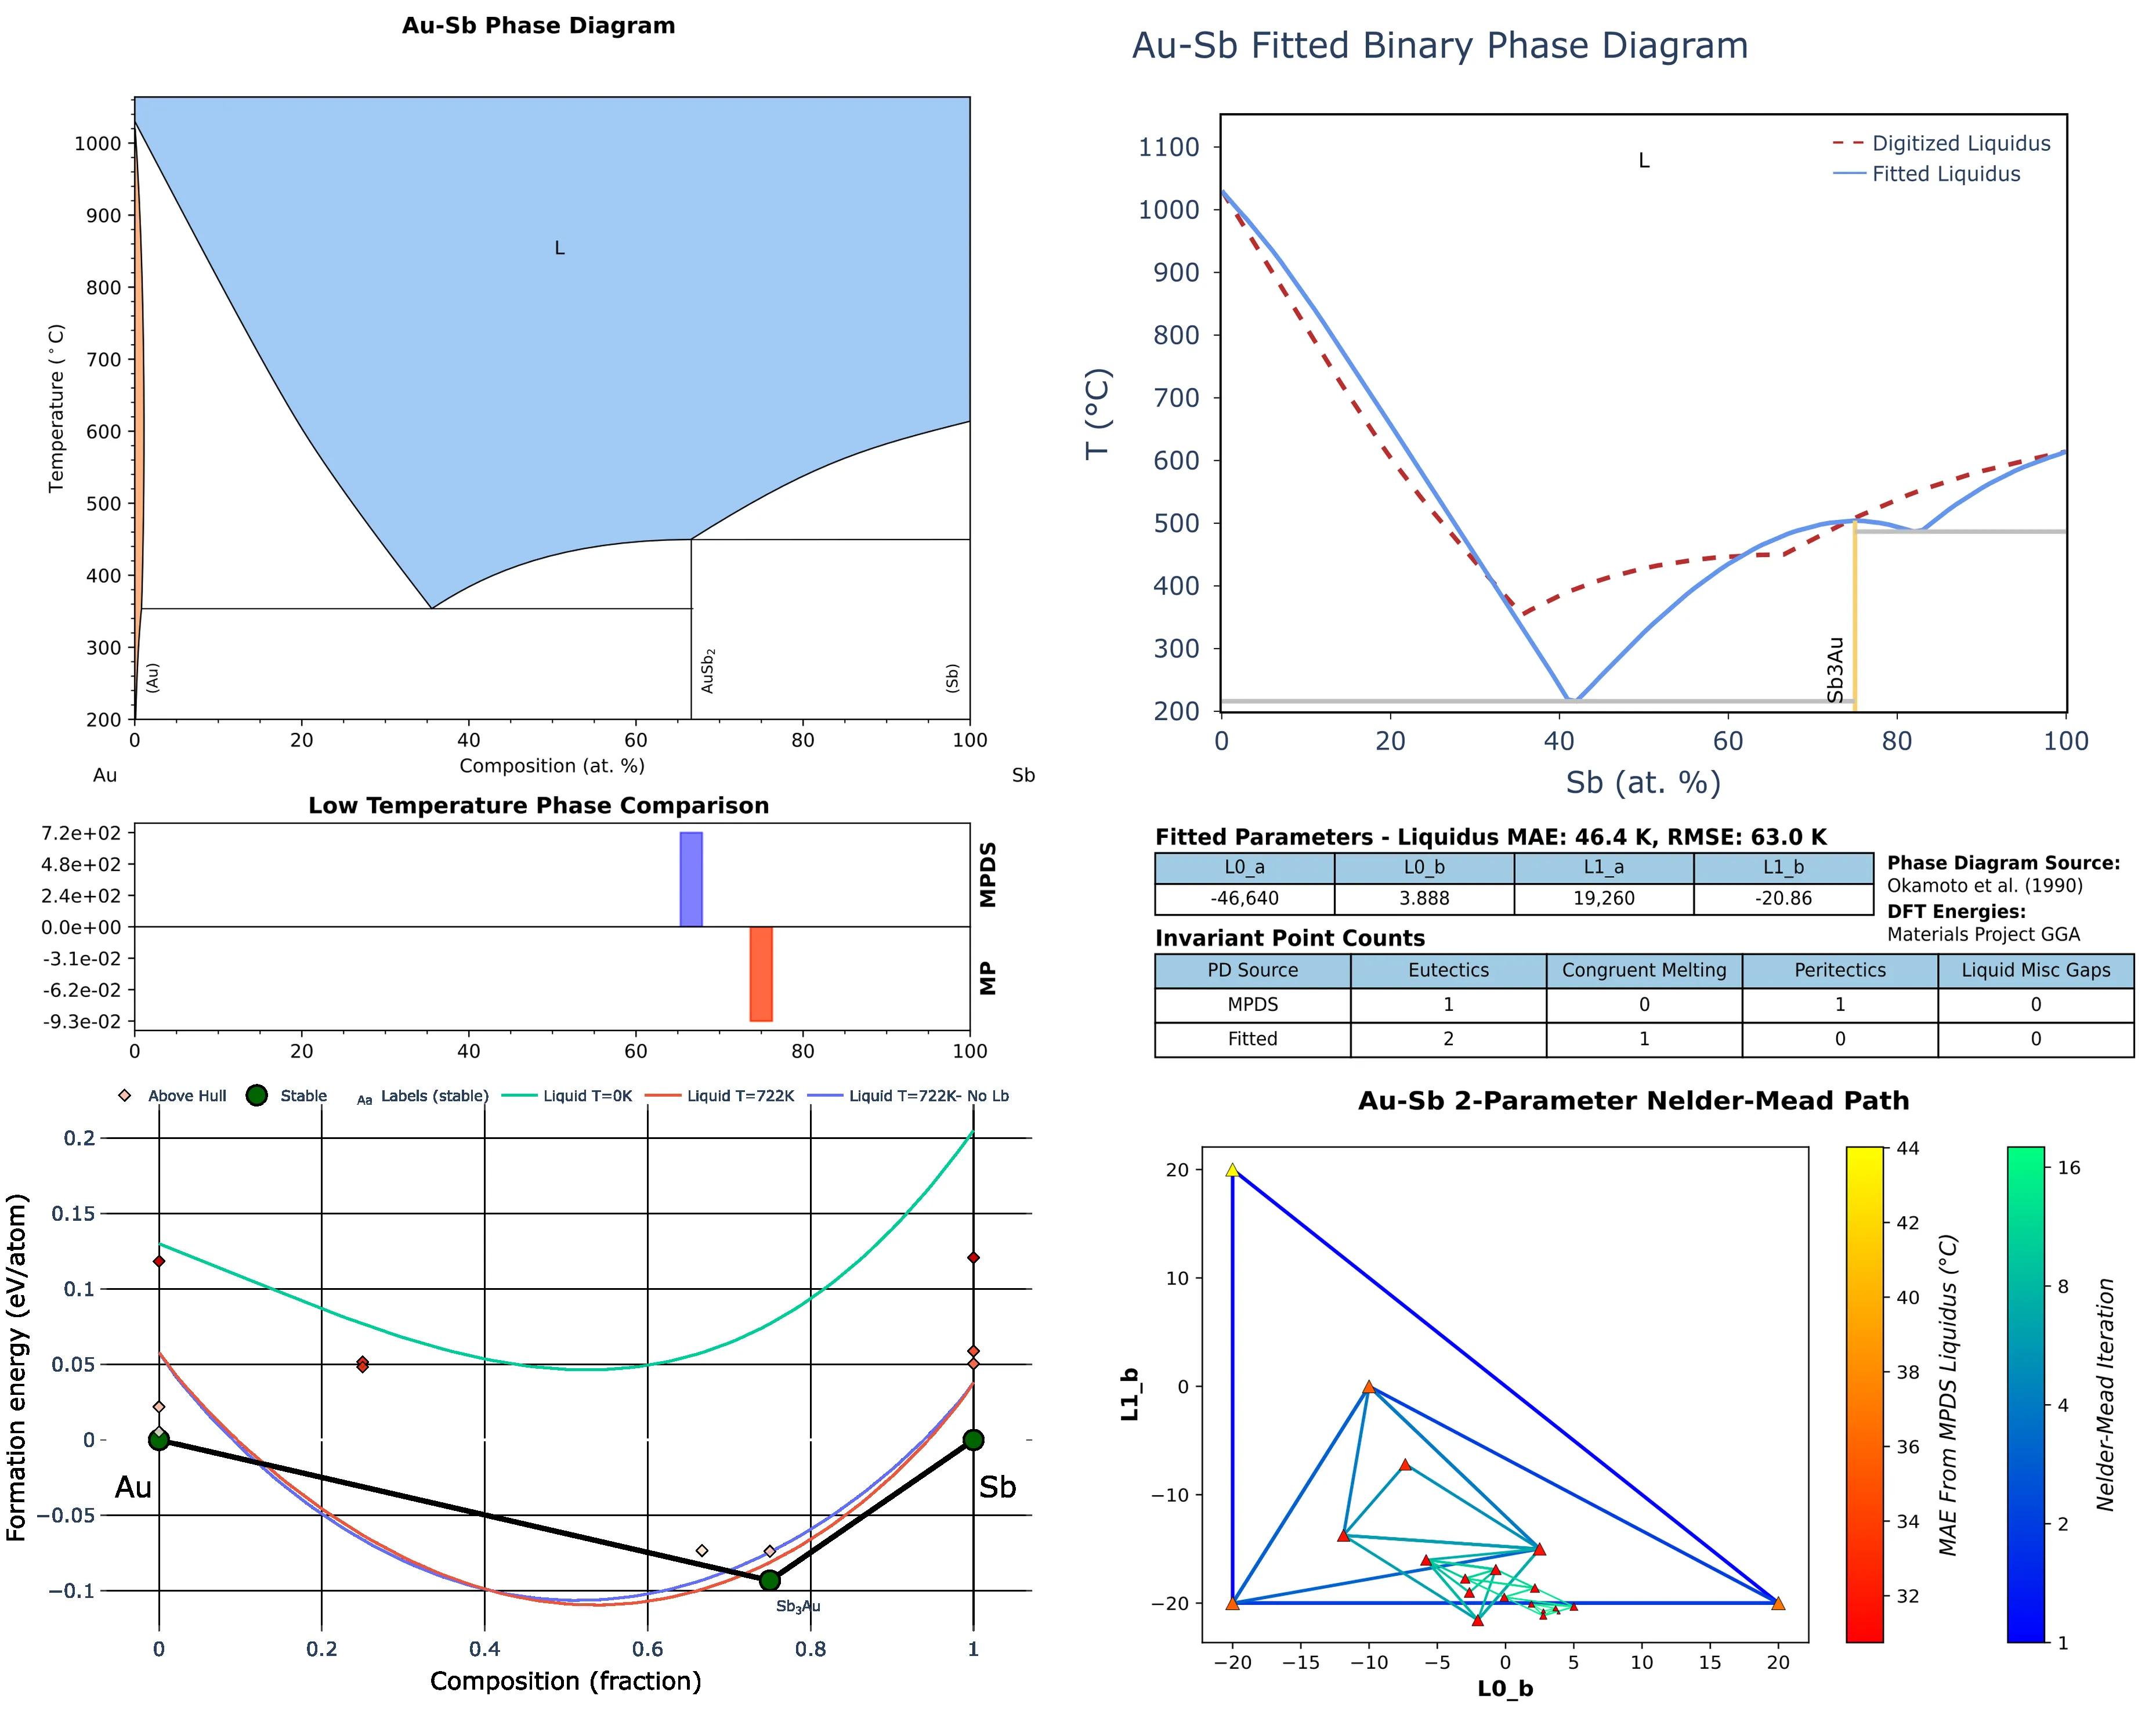 Au-Sb Phase Diagram
1000
900
800
700
600
500
400
300
200
Temperature (°C)
L
(Au)
AuSb₂
(Sb)
0 20 40 60 80 100
Composition (at. %)
Au
Sb
Au-Sb Fitted Binary Phase Diagram
1100
1000
900
800
700
600
500
400
300
200
T (°C)
L
Digitized Liquidus
Fitted Liquidus
Sb3Au
0 20 40 60 80 100
Sb (at. %)
Low Temperature Phase Comparison
7.2e+02
4.8e+02
2.4e+02
0.0e+00
-3.1e-02
-6.2e-02
-9.3e-02
MPDS
MP
0 20 40 60 80 100
Fitted Parameters - Liquidus MAE: 46.4 K, RMSE: 63.0 K
L0_a L0_b L1_a L1_b
-46,640 3.888 19,260 -20.86
Phase Diagram Source:
Okamoto et al. (1990)
DFT Energies:
Materials Project GGA
Invariant Point Counts
PD Source Eutectics Congruent Melting Peritectics Liquid Misc Gaps
MPDS 1 0 1 0
Fitted 2 1 0 0
Above Hull Stable Aa Labels (stable) Liquid T=0K Liquid T=722K Liquid T=722K- No Lb
0.2
0.15
0.1
0.05
0
−0.05
−0.1
Formation energy (eV/atom)
Au
Sb
Sb₃Au
0 0.2 0.4 0.6 0.8 1
Composition (fraction)
Au-Sb 2-Parameter Nelder-Mead Path
20
10
0
−10
−20
L1_b
−20 −15 −10 −5 0 5 10 15 20
L0_b
44
42
40
38
36
34
32
MAE From MPDS Liquidus (°C)
16
8
4
2
1
Nelder-Mead Iteration